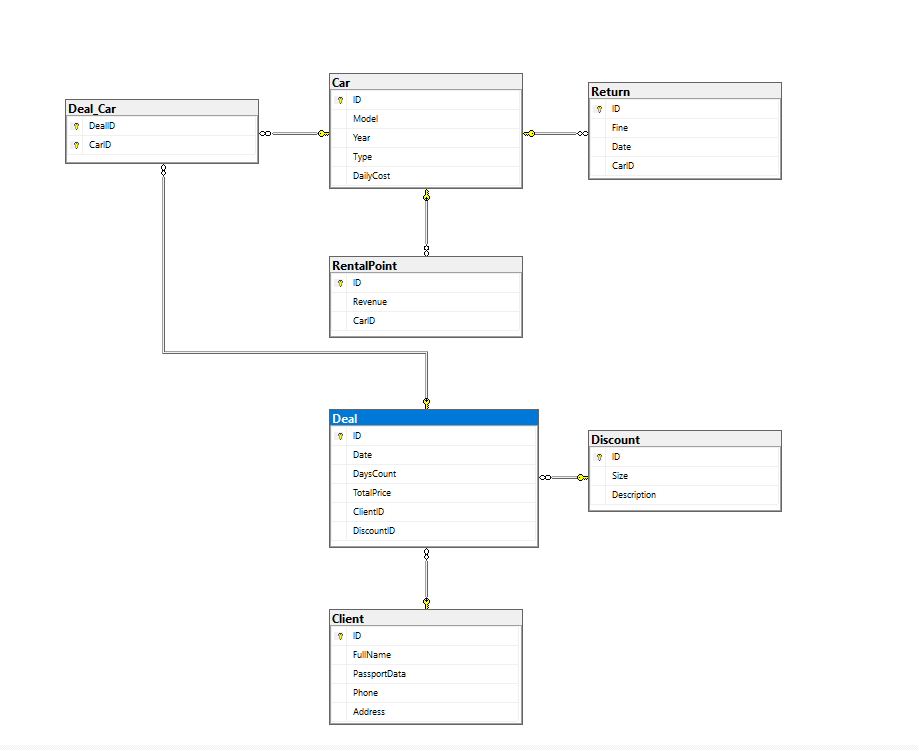 Car
ID
Model
Year
Type
DailyCost
Deal_Car
DealID
CarID
Return
ID
Fine
Date
CarID
RentalPoint
ID
Revenue
CarID
Deal
ID
Date
DaysCount
TotalPrice
ClientID
DiscountID
Discount
ID
Size
Description
Client
ID
FullName
PassportData
Phone
Address